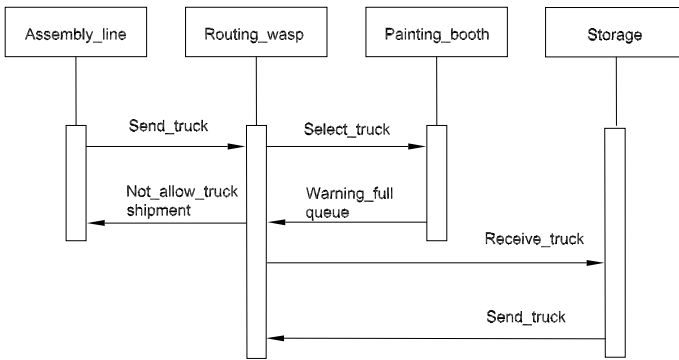 Assembly_line
Routing_wasp
Painting_booth
Storage
Send_truck
Select_truck
Not_allow_truck
shipment
Warning_full
queue
Receive_truck
Send_truck